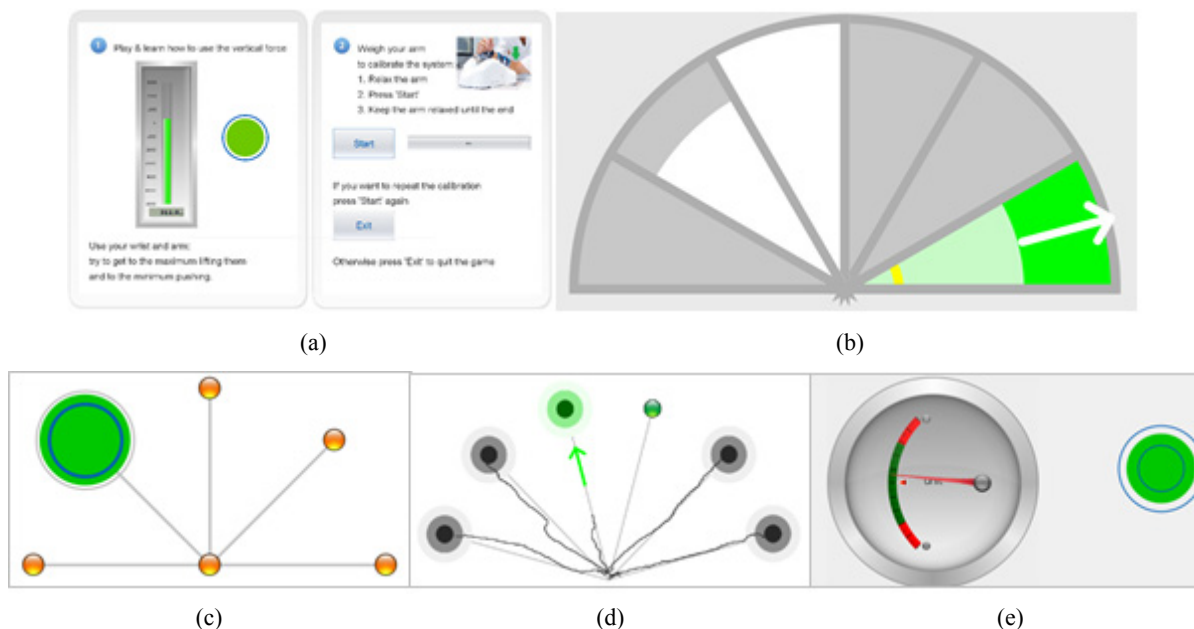 1 Play & learn how to use the vertical force
Use your wrist and arm:
try to get to the maximum lifting them
and to the minimum pushing.
2 Weigh your arm
to calibrate the system
1. Relax the arm
2. Press 'Start'
3. Keep the arm relaxed until the end
Start
If you want to repeat the calibration
press 'Start' again
Exit
Otherwise press 'Exit' to quit the game
(a)
(b)
(c)
(d)
(e)